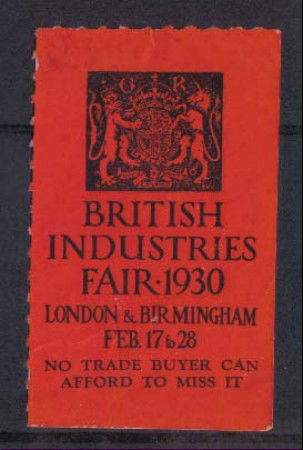 G R
BRITISH
INDUSTRIES
FAIR·1930
LONDON & BIRMINGHAM
FEB. 17 to 28
NO TRADE BUYER CAN
AFFORD TO MISS IT